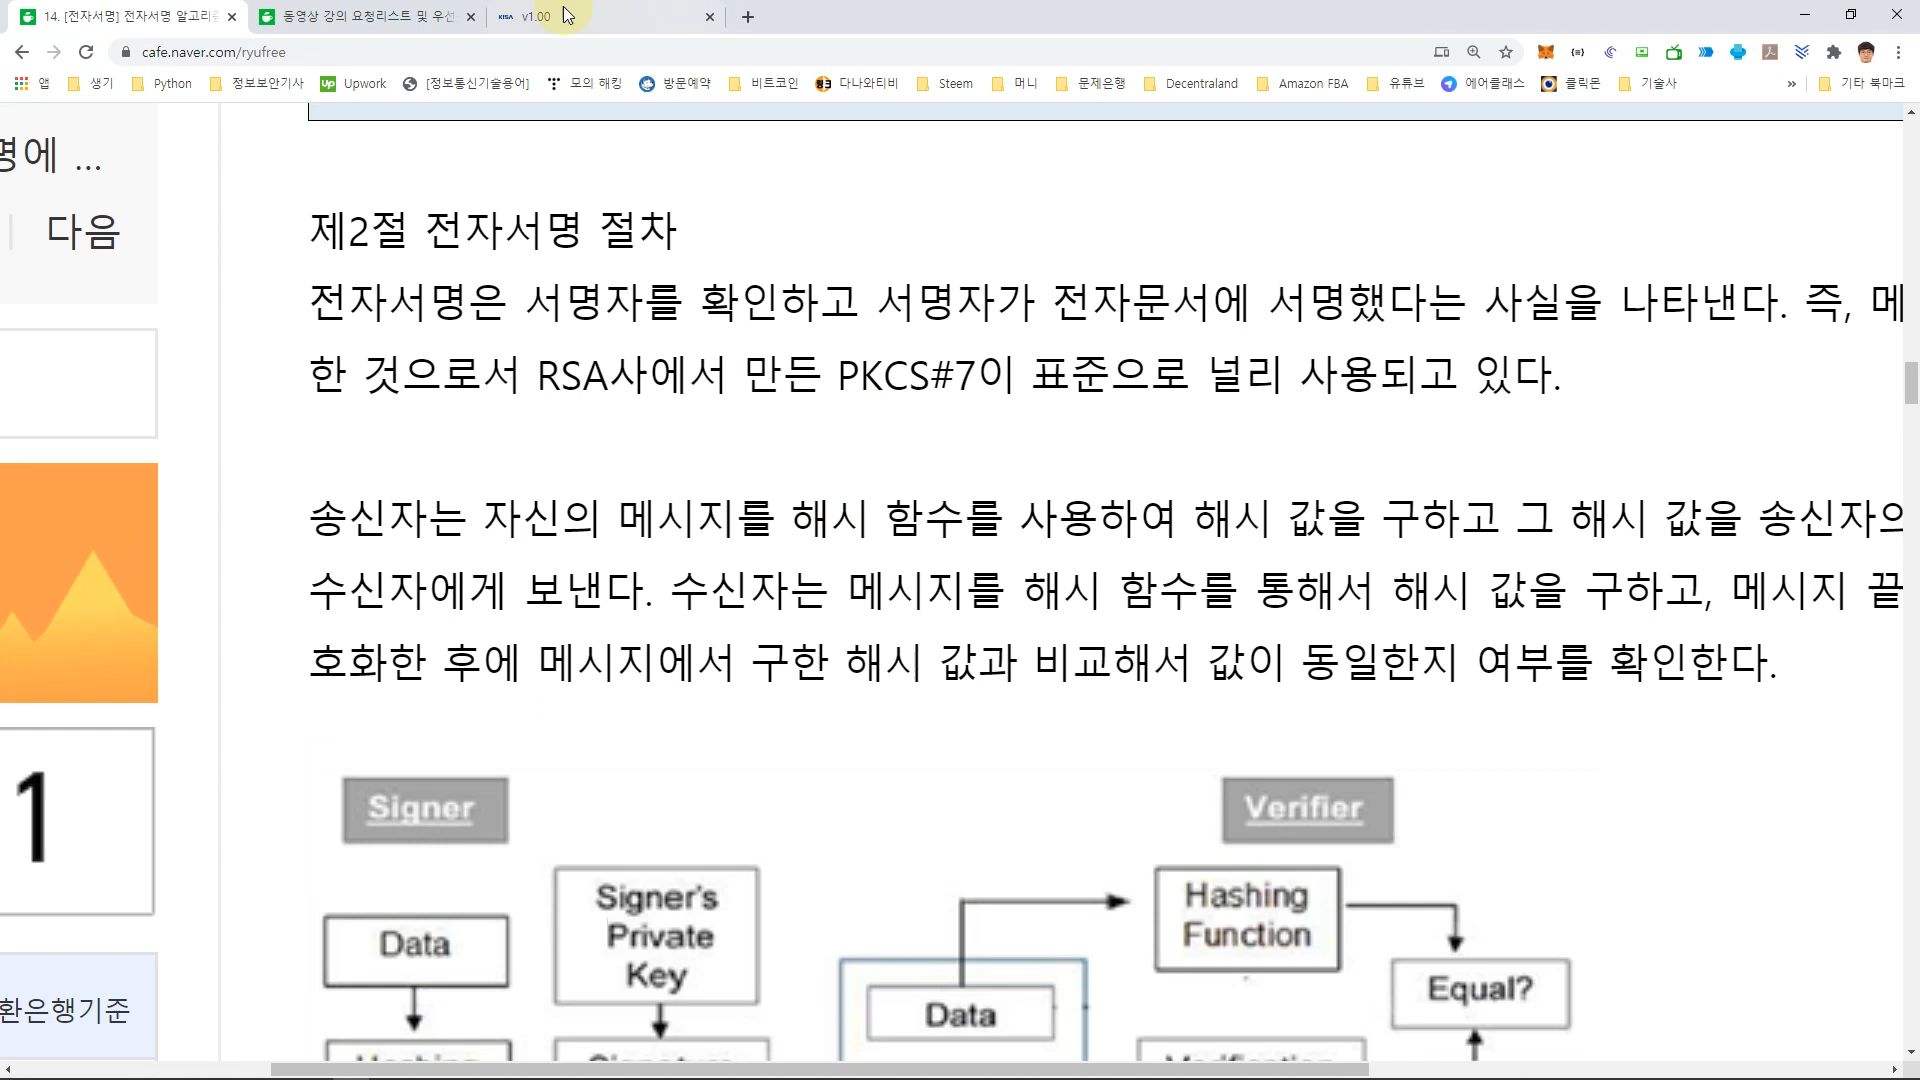 14. [전자서명] 전자서명 알고리즘
동영상 강의 요청리스트 및 우선
KISA v1.00
cafe.naver.com/ryufree
앱 생기 Python 정보보안기사 Up Upwork [정보통신기술용어] 모의 해킹 방문예약 비트코인 다나와티비 Steem 머니 문제은행 Decentraland Amazon FBA 유튜브 에어클래스 클릭몬 기술사 » 기타 북마크
명에 ...
다음
1
환은행기준
제2절 전자서명 절차
전자서명은 서명자를 확인하고 서명자가 전자문서에 서명했다는 사실을 나타낸다. 즉, 메
한 것으로서 RSA사에서 만든 PKCS#7이 표준으로 널리 사용되고 있다.
송신자는 자신의 메시지를 해시 함수를 사용하여 해시 값을 구하고 그 해시 값을 송신자의
수신자에게 보낸다. 수신자는 메시지를 해시 함수를 통해서 해시 값을 구하고, 메시지 끝
호화한 후에 메시지에서 구한 해시 값과 비교해서 값이 동일한지 여부를 확인한다.
Signer
Verifier
Data
Signer's
Private
Key
Data
Hashing
Function
Equal?